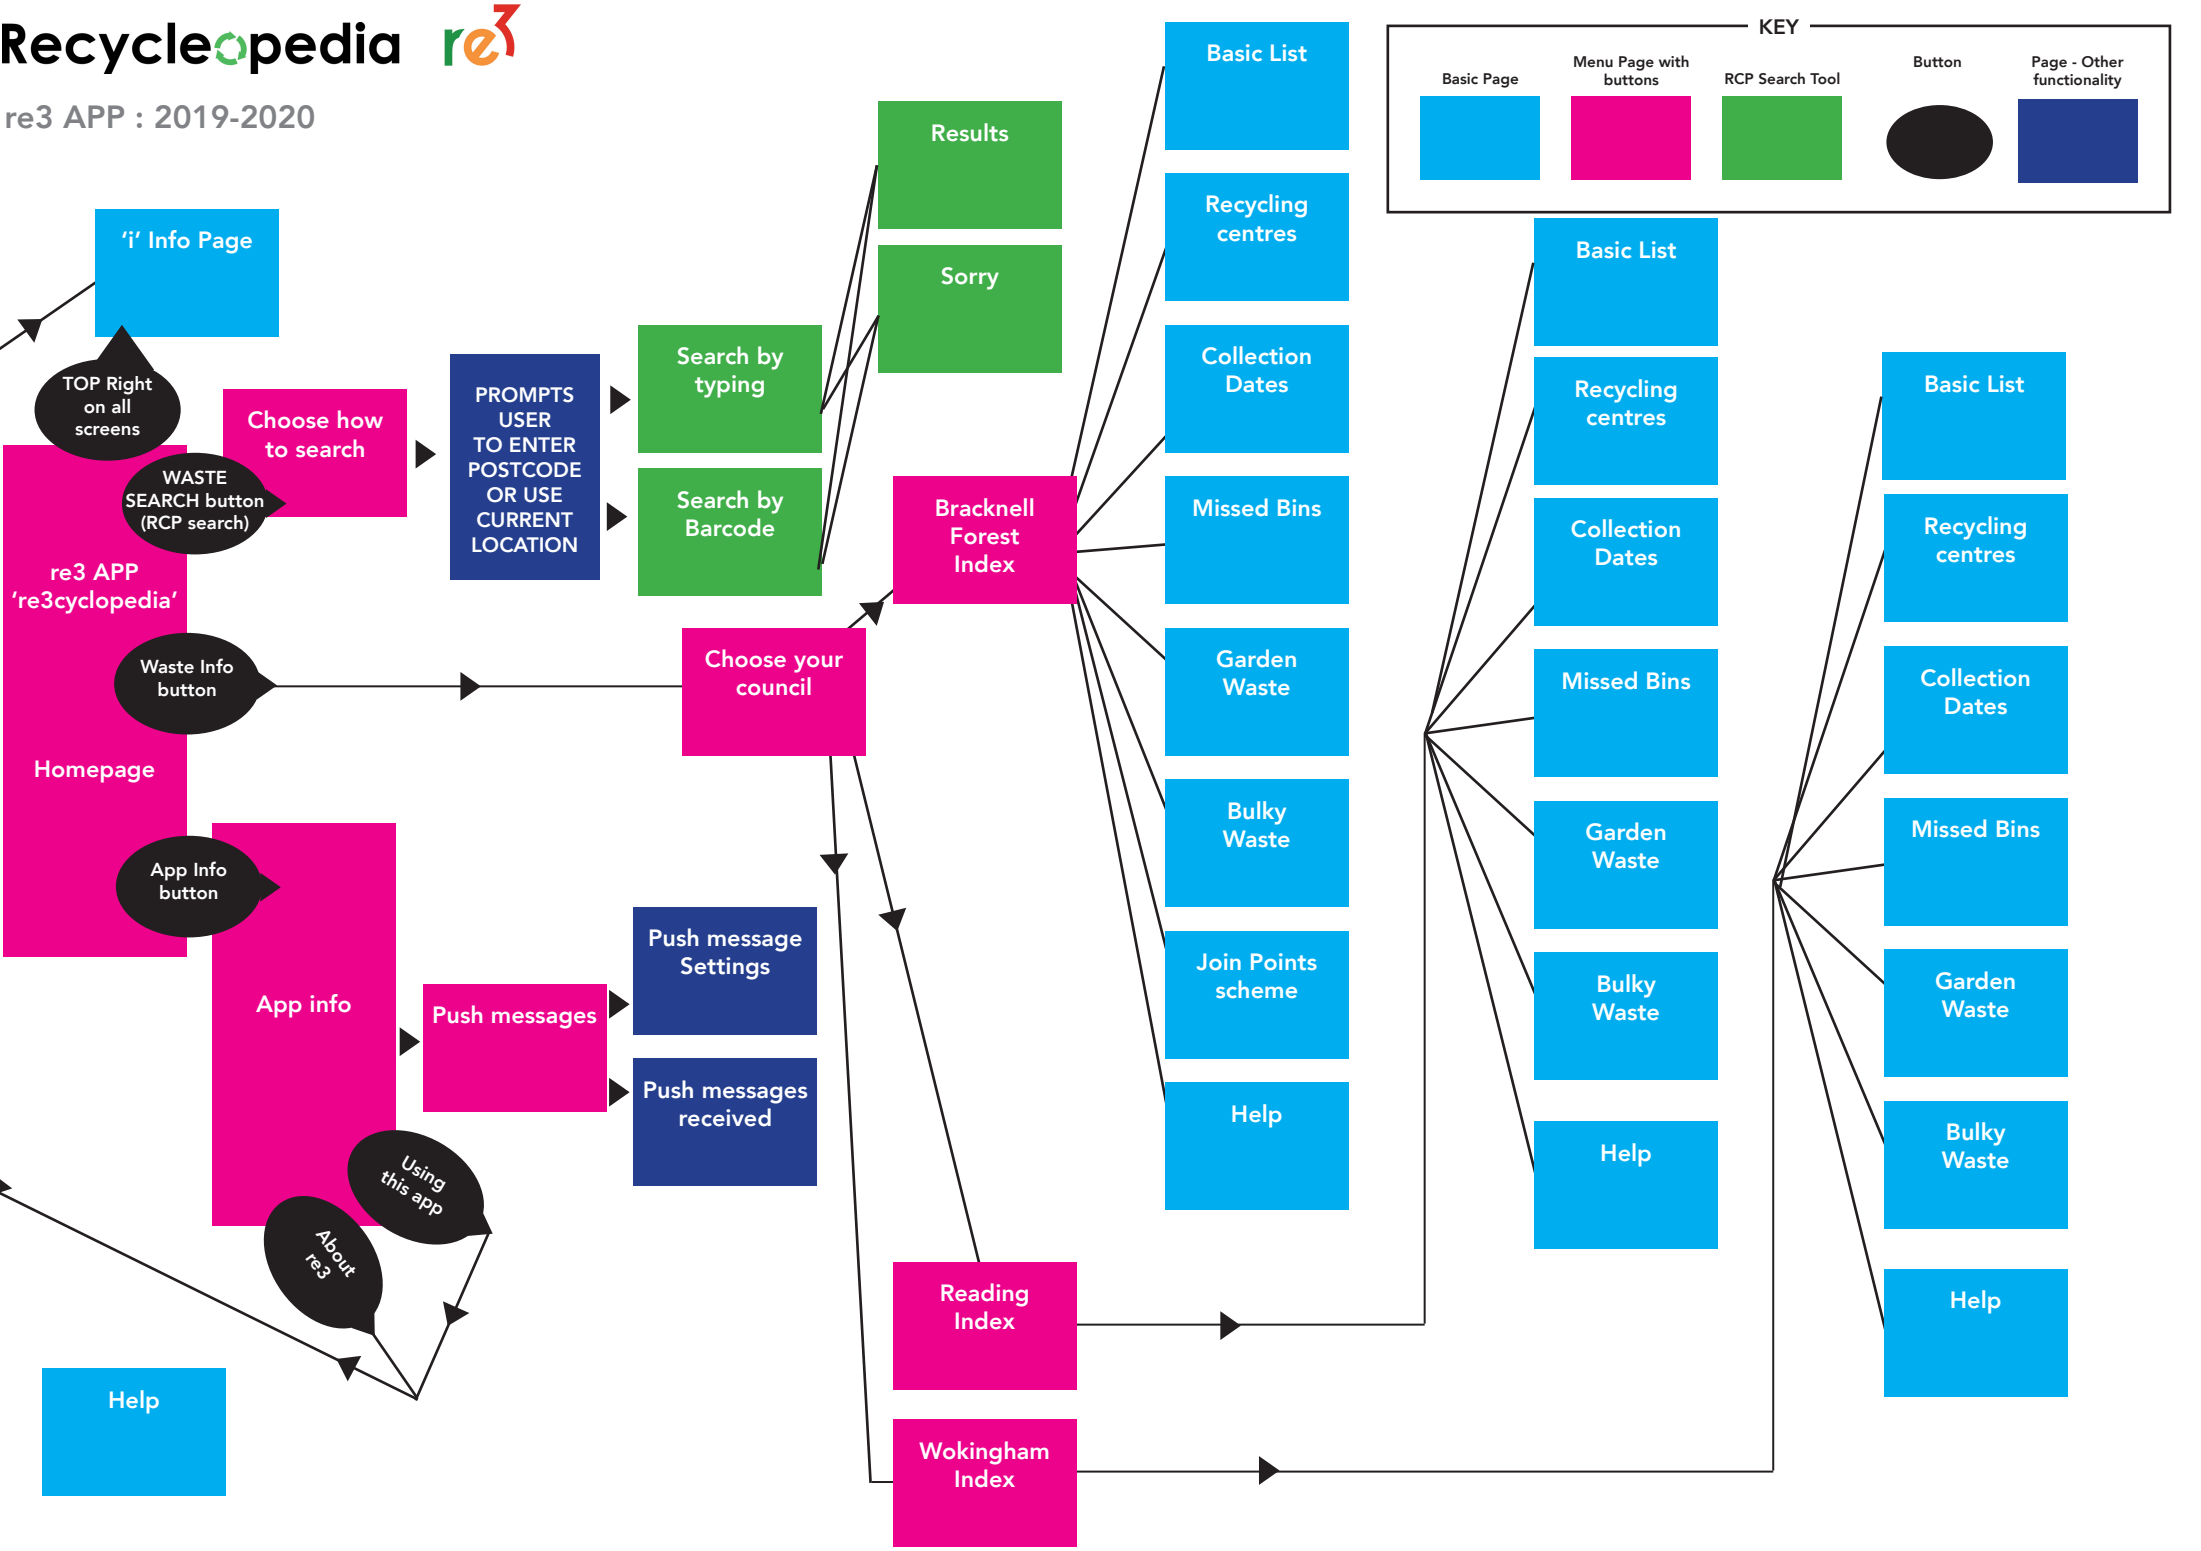 Recycleopedia re3
re3 APP : 2019-2020
KEY
Basic Page
Menu Page with
buttons
RCP Search Tool
Button
Page - Other
functionality
‘i’ Info Page
TOP Right
on all
screens
Choose how
to search
WASTE
SEARCH button
(RCP search)
re3 APP
‘re3cyclopedia’
Homepage
Waste Info
button
App Info
button
PROMPTS
USER
TO ENTER
POSTCODE
OR USE
CURRENT
LOCATION
Search by
typing
Search by
Barcode
Results
Sorry
Choose your
council
App info
Push messages
Push message
Settings
Push messages
received
Using
this app
About
re3
Help
Bracknell
Forest
Index
Reading
Index
Wokingham
Index
Basic List
Recycling
centres
Collection
Dates
Missed Bins
Garden
Waste
Bulky
Waste
Join Points
scheme
Help
Basic List
Recycling
centres
Collection
Dates
Missed Bins
Garden
Waste
Bulky
Waste
Help
Basic List
Recycling
centres
Collection
Dates
Missed Bins
Garden
Waste
Bulky
Waste
Help